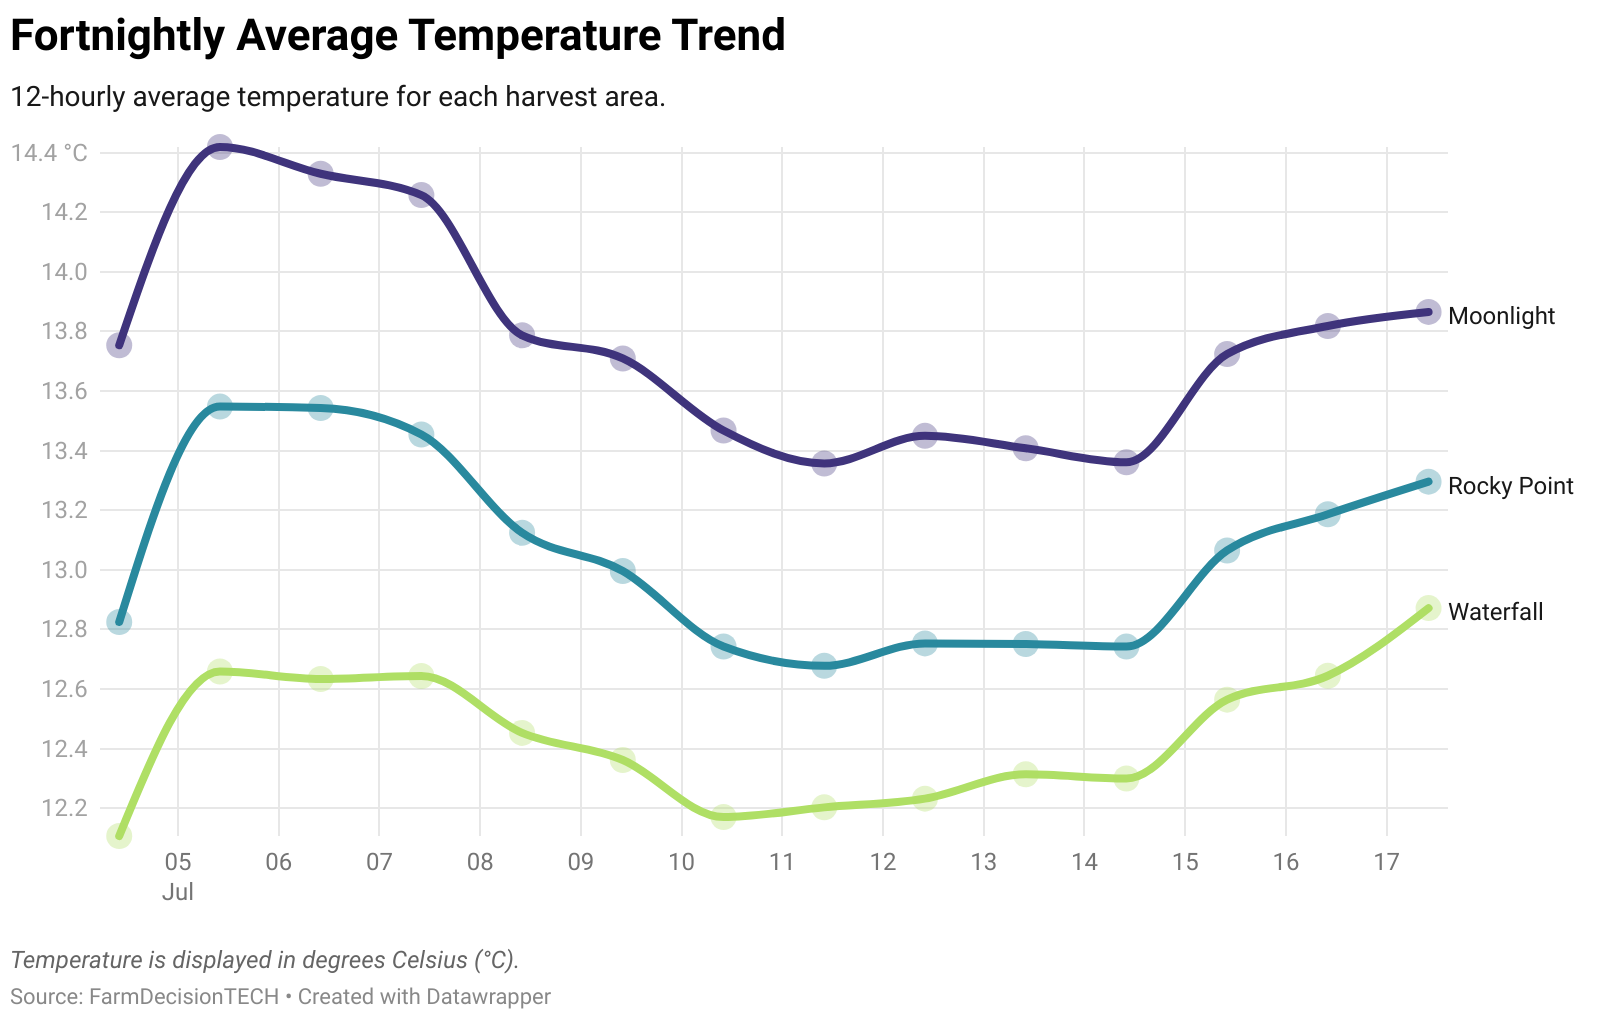 Fortnightly Average Temperature Trend
12-hourly average temperature for each harvest area.
14.4 °C
14.2
14.0
13.8
13.6
13.4
13.2
13.0
12.8
12.6
12.4
12.2
Moonlight
Rocky Point
Waterfall
05 06 07 08 09 10 11 12 13 14 15 16 17
Jul
Temperature is displayed in degrees Celsius (°C).
Source: FarmDecisionTECH • Created with Datawrapper